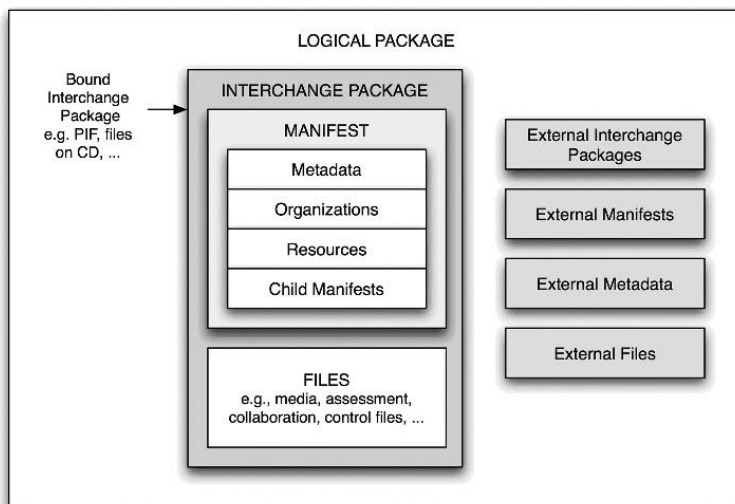 LOGICAL PACKAGE
Bound
Interchange
Package
e.g. PIF, files
on CD, ...
INTERCHANGE PACKAGE
MANIFEST
Metadata
Organizations
Resources
Child Manifests
FILES
e.g., media, assessment,
collaboration, control files, ...
External Interchange
Packages
External Manifests
External Metadata
External Files